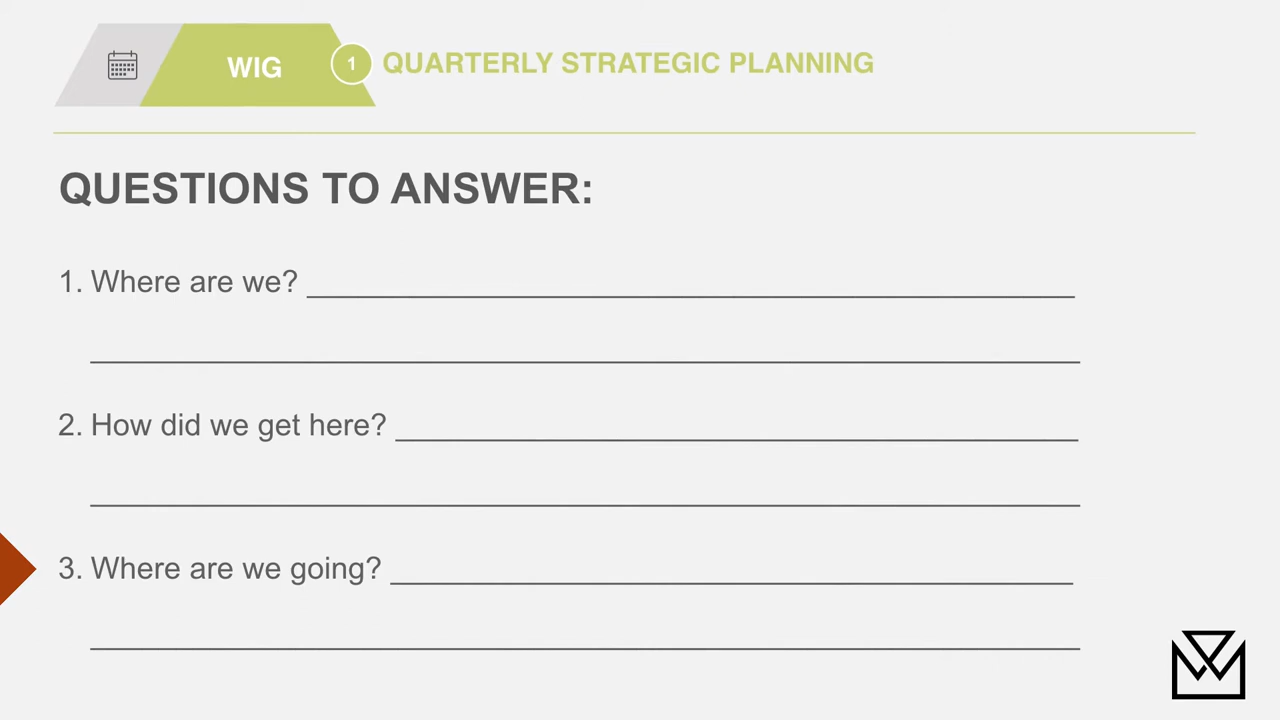 WIG
1 QUARTERLY STRATEGIC PLANNING
QUESTIONS TO ANSWER:
1. Where are we?
2. How did we get here?
3. Where are we going?